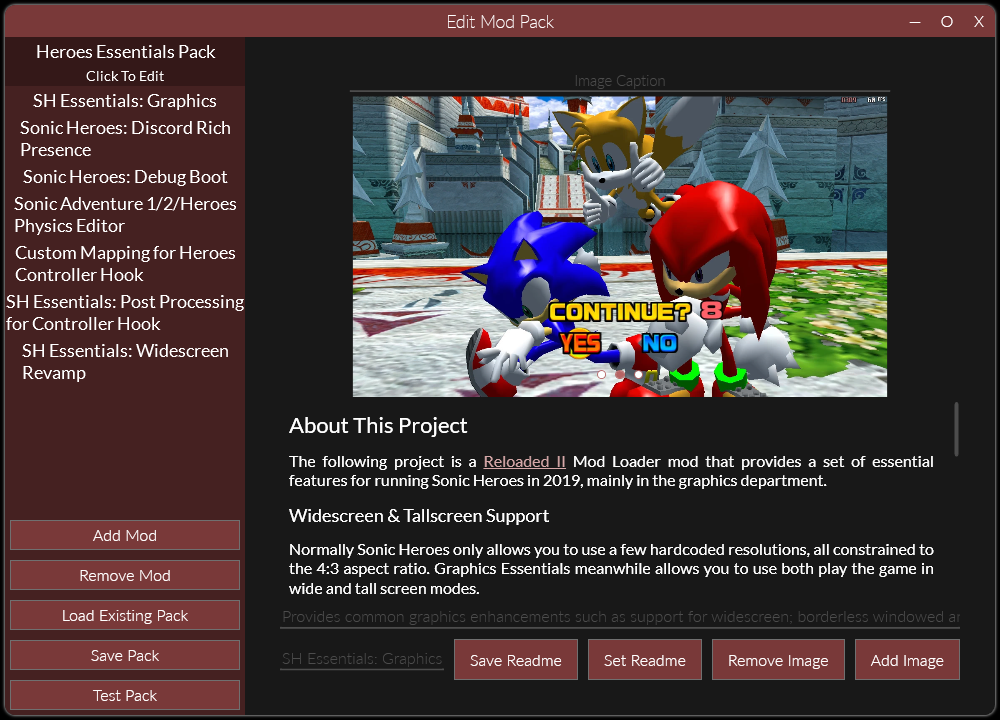 Edit Mod Pack
Heroes Essentials Pack
Click To Edit
SH Essentials: Graphics
Sonic Heroes: Discord Rich
Presence
Sonic Heroes: Debug Boot
Sonic Adventure 1/2/Heroes
Physics Editor
Custom Mapping for Heroes
Controller Hook
SH Essentials: Post Processing
for Controller Hook
SH Essentials: Widescreen
Revamp
Add Mod
Remove Mod
Load Existing Pack
Save Pack
Test Pack
Image Caption
CONTINUE? 8
YES NO
About This Project
The following project is a Reloaded II Mod Loader mod that provides a set of essential
features for running Sonic Heroes in 2019, mainly in the graphics department.
Widescreen & Tallscreen Support
Normally Sonic Heroes only allows you to use a few hardcoded resolutions, all constrained to
the 4:3 aspect ratio. Graphics Essentials meanwhile allows you to use both play the game in
wide and tall screen modes.
Provides common graphics enhancements such as support for widescreen; borderless windowed
SH Essentials: Graphics
Save Readme
Set Readme
Remove Image
Add Image